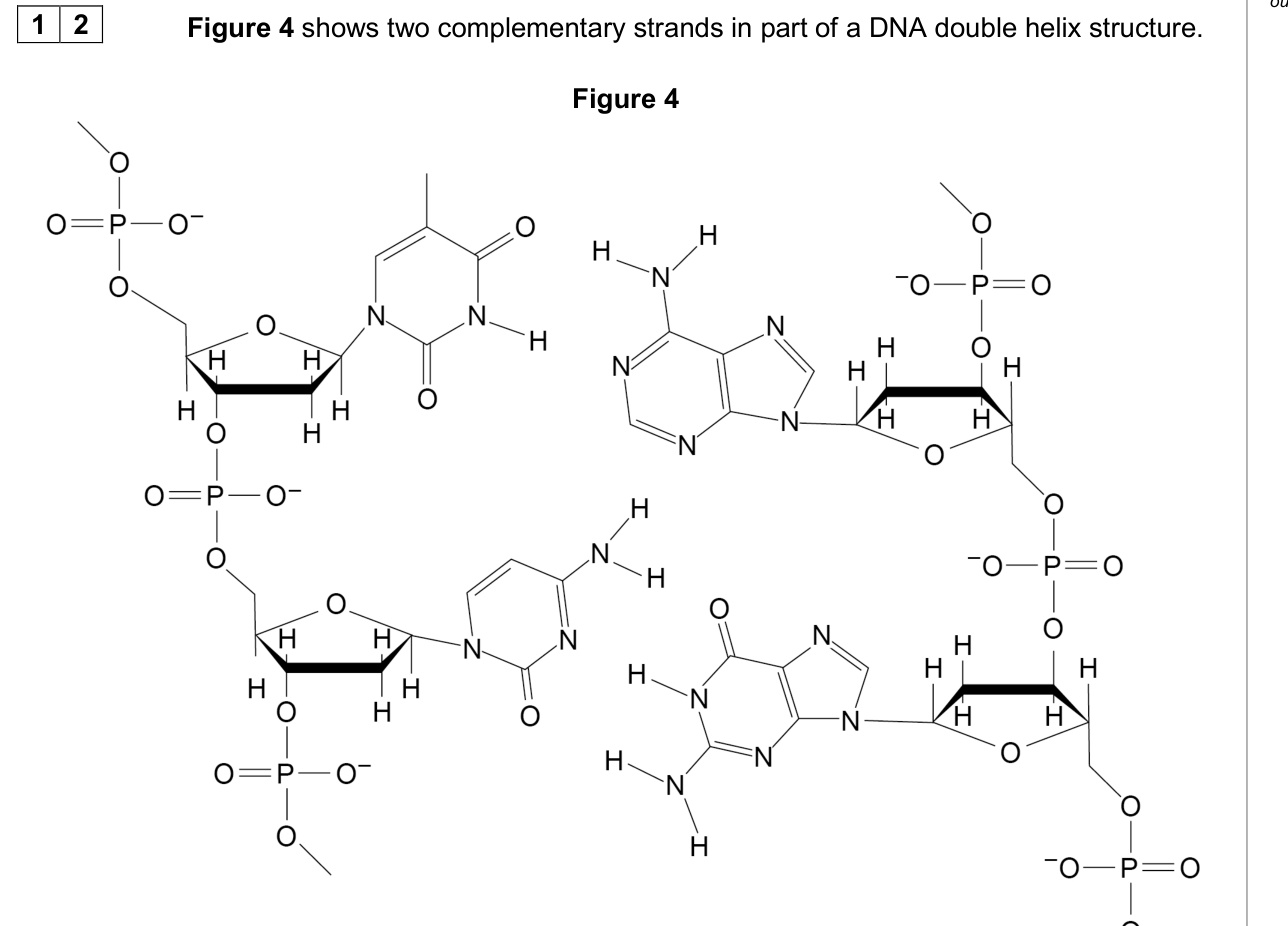 1 2
Figure 4 shows two complementary strands in part of a DNA double helix structure.
Figure 4
O
O P O⁻
O
O
H H
H H
O H
N
O
N H
O
O P O⁻
O
O
H H
H H
O H
N
O
N
N H
H
O P O⁻
O
H H
N
N
N
N
N
O
⁻O P O
O
H H H
H H
O
O
⁻O P O
O
O
N
H N
N
N
H N
H
H H H
H H
O
O
⁻O P O